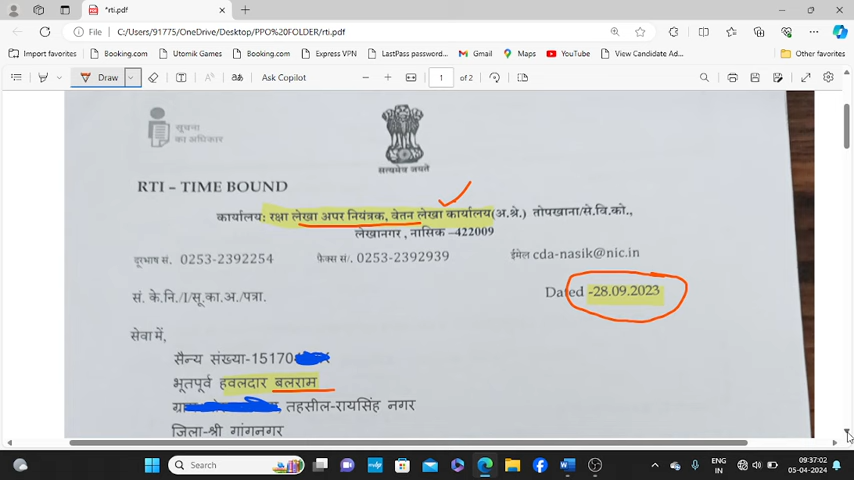 *rti.pdf
File C:/Users/91775/OneDrive/Desktop/PPO%20FOLDER/rti.pdf
Import favorites Booking.com Utomik Games Booking.com Express VPN LastPass password... Gmail Maps YouTube View Candidate Ad... Other favorites
Draw Ask Copilot 1 of 2
सूचना
का अधिकार
सत्यमेव जयते
RTI – TIME BOUND
कार्यालय: रक्षा लेखा अपर नियंत्रक, वेतन लेखा कार्यालय(अ.श्रे.) तोपखाना/से.वि.को.,
लेखानगर , नासिक –422009
दूरभाष सं. 0253-2392254 फैक्स सं/. 0253-2392939 ईमेल cda-nasik@nic.in
Dated -28.09.2023
सं. के.नि./I/सू.का.अ./पत्रा.
सेवा में,
सैन्य संख्या-15170
भूतपूर्व हवलदार बलराम
तहसील-रायसिंह नगर
जिला-श्री गांगनगर
Search
ENG
IN
09:37:02
05-04-2024